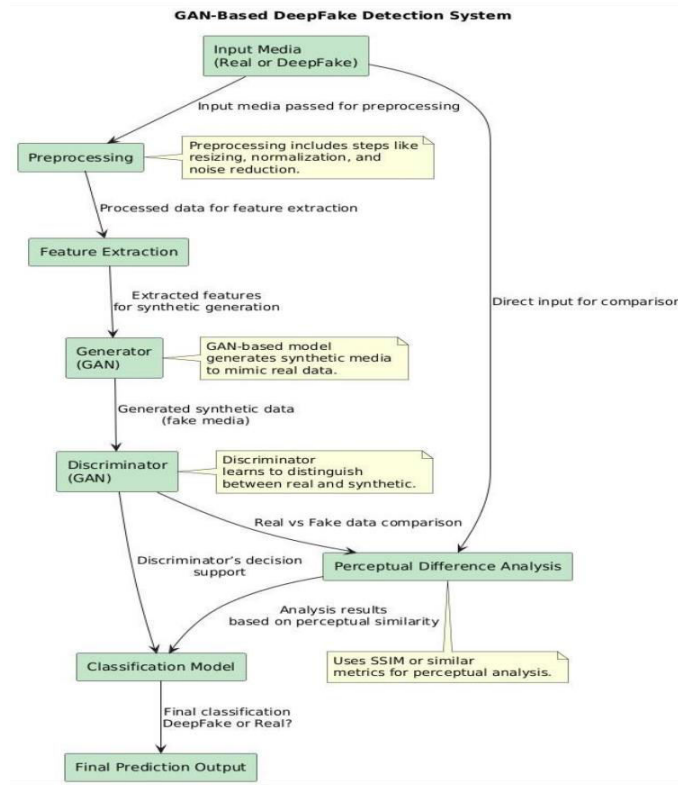 GAN-Based DeepFake Detection System
Input Media
(Real or DeepFake)
Input media passed for preprocessing
Preprocessing
Preprocessing includes steps like
resizing, normalization, and
noise reduction.
Processed data for feature extraction
Feature Extraction
Extracted features
for synthetic generation
Direct input for comparisor
Generator
(GAN)
GAN-based model
generates synthetic media
to mimic real data.
Generated synthetic data
(fake media)
Discriminator
(GAN)
Discriminator
learns to distinguish
between real and synthetic.
Real vs Fake data comparison
Discriminator's decision
support
Perceptual Difference Analysis
Analysis results
based on perceptual similarity
Classification Model
Uses SSIM or similar
metrics for perceptual analysis.
Final classification
DeepFake or Real?
Final Prediction Output